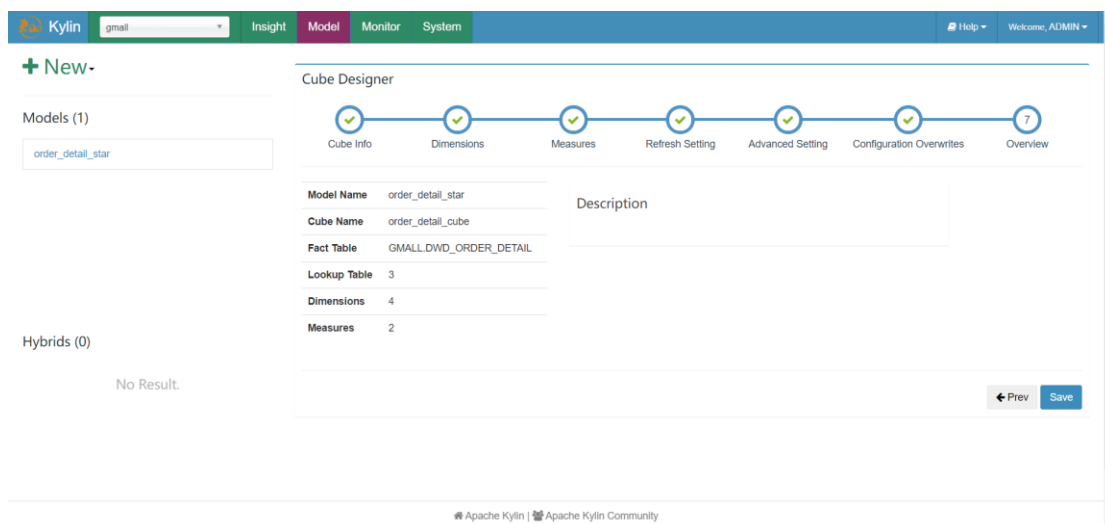 Kylin gmall Insight Model Monitor System Help Welcome, ADMIN
New
Models (1)
order_detail_star
Hybrids (0)
No Result.
Cube Designer
7
Cube Info Dimensions Measures Refresh Setting Advanced Setting Configuration Overwrites Overview
Model Name order_detail_star
Cube Name order_detail_cube
Fact Table GMALL.DWD_ORDER_DETAIL
Lookup Table 3
Dimensions 4
Measures 2
Description
Prev Save
Apache Kylin | Apache Kylin Community